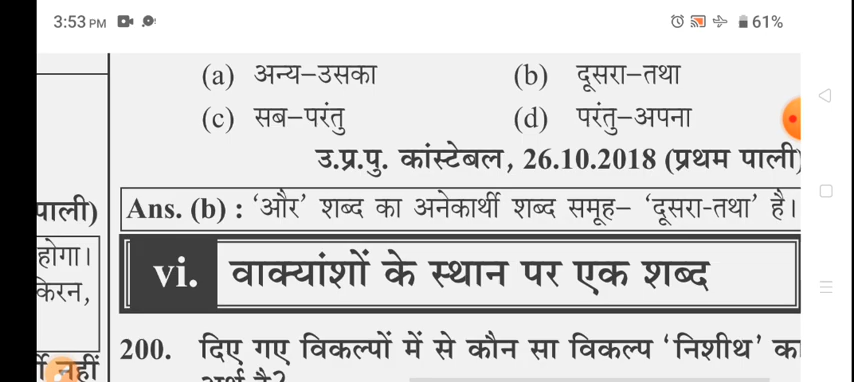 3:53 PM 61%
(a) अन्य–उसका (b) दूसरा–तथा
(c) सब–परंतु (d) परंतु–अपना
उ.प्र.पु. कांस्टेबल, 26.10.2018 (प्रथम पाली)
पाली)
Ans. (b) : ‘और’ शब्द का अनेकार्थी शब्द समूह– ‘दूसरा-तथा’ है।
होगा।
किरन,
vi. वाक्यांशों के स्थान पर एक शब्द
नहीं
200. दिए गए विकल्पों में से कौन सा विकल्प ‘निशीथ’ का
अर्थ है?